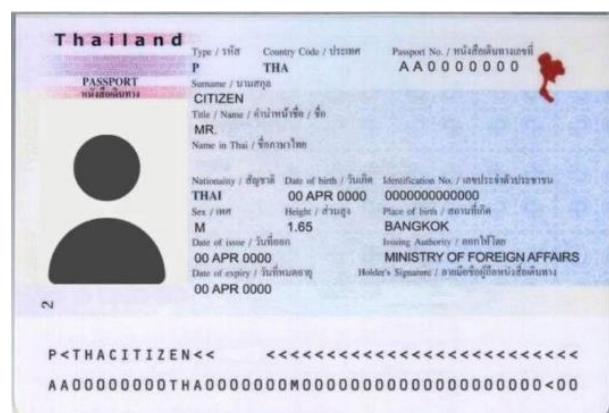 Thailand
PASSPORT
หนังสือเดินทาง
Type / รหัส Country Code / ประเทศ Passport No. / หนังสือเดินทางเลขที่
P THA AA0000000
Surname / นามสกุล
CITIZEN
Title / Name / คำนำหน้าชื่อ / ชื่อ
MR.
Name in Thai / ชื่อภาษาไทย
Nationality / สัญชาติ Date of birth / วันเกิด Identification No. / เลขประจำตัวประชาชน
THAI 00 APR 0000 0000000000000
Sex / เพศ Height / ส่วนสูง Place of birth / สถานที่เกิด
M 1.65 BANGKOK
Date of issue / วันที่ออก Issuing Authority / ออกให้โดย
00 APR 0000 MINISTRY OF FOREIGN AFFAIRS
Date of expiry / วันที่หมดอายุ Holder's Signature / ลายมือชื่อผู้ถือหนังสือเดินทาง
00 APR 0000
2
P<THACITIZEN<< <<<<<<<<<<<<<<<<<<<<<<<<<<
AA00000000THA0000000M00000000000000000000<00